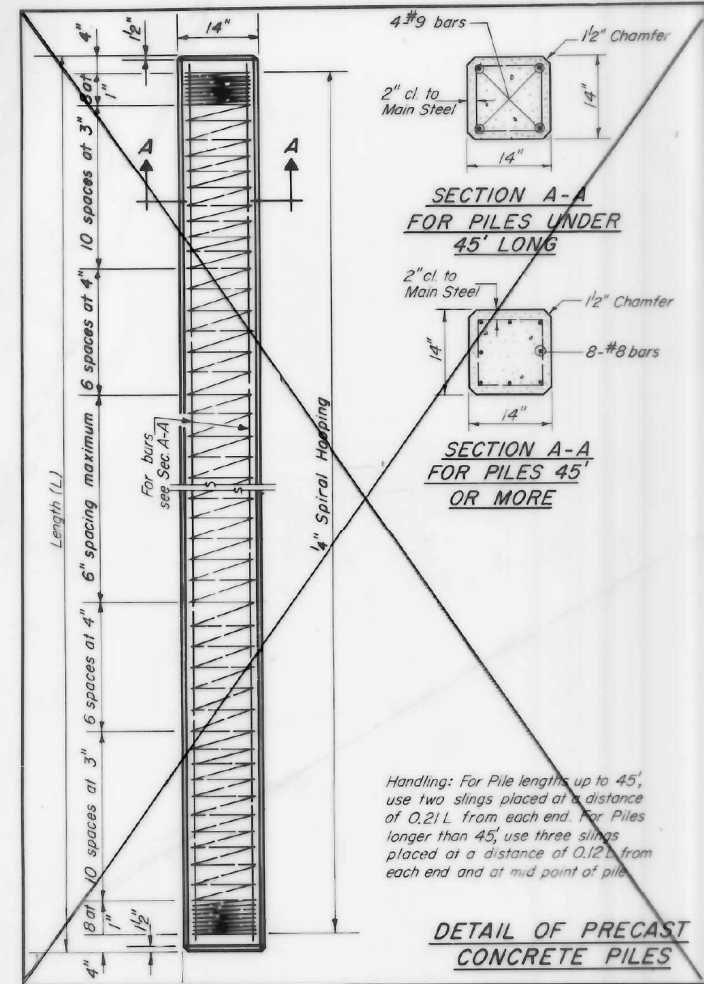 4"
1½"
14"
8 at
1"
10 spaces at 3"
A
A
6 spaces at 4"
6" spacing maximum
Length (L)
For bars
see Sec. A-A
S
S
¼" Spiral Hooping
6 spaces at 4"
10 spaces at 3"
8 at
1"
1½"
4"
4-#9 bars
1½" Chamfer
2" cl. to
Main Steel
14"
14"
SECTION A-A
FOR PILES UNDER
45' LONG
2" cl. to
Main Steel
1½" Chamfer
14"
8-#8 bars
14"
SECTION A-A
FOR PILES 45'
OR MORE
Handling: For Pile lengths up to 45',
use two slings placed at a distance
of 0.21 L from each end. For Piles
longer than 45', use three slings
placed at a distance of 0.12 L from
each end and at mid point of pile.
DETAIL OF PRECAST
CONCRETE PILES